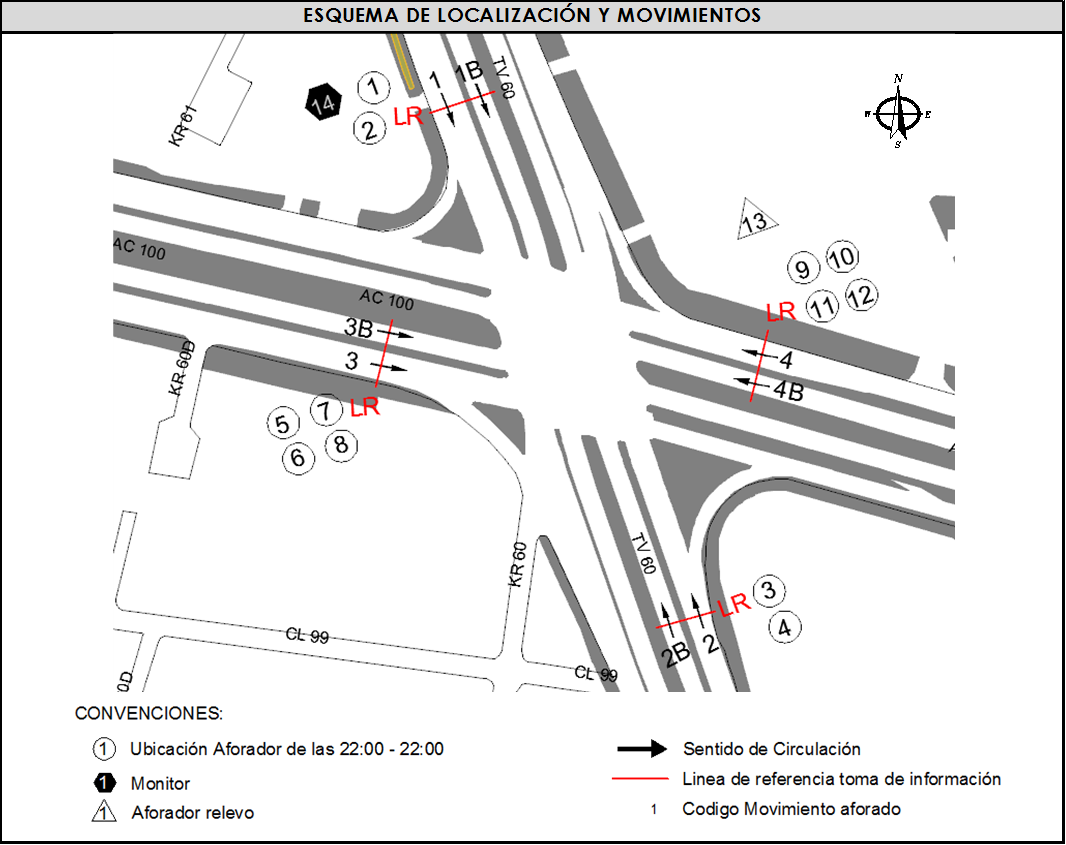 ESQUEMA DE LOCALIZACIÓN Y MOVIMIENTOS
1 1B TV 60
14 1
2 LR
KR 61
N
W E
S
13
9 10
11 12
LR
AC 100
AC 100
3B
3
4
4B
KR 60D
LR
5 7
6 8
TV 60
KR 60
3
LR
4
2B 2
CL 99
CL 99
0D
CONVENCIONES:
1 Ubicación Aforador de las 22:00 - 22:00
1 Monitor
1 Aforador relevo
Sentido de Circulación
Linea de referencia toma de información
1 Codigo Movimiento aforado